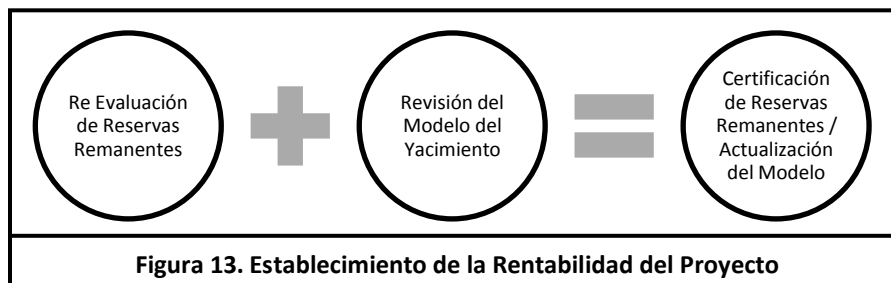 Re Evaluación
de Reservas
Remanentes
Revisión del
Modelo del
Yacimiento
Certificación
de Reservas
Remanentes /
Actualización
del Modelo
Figura 13. Establecimiento de la Rentabilidad del Proyecto